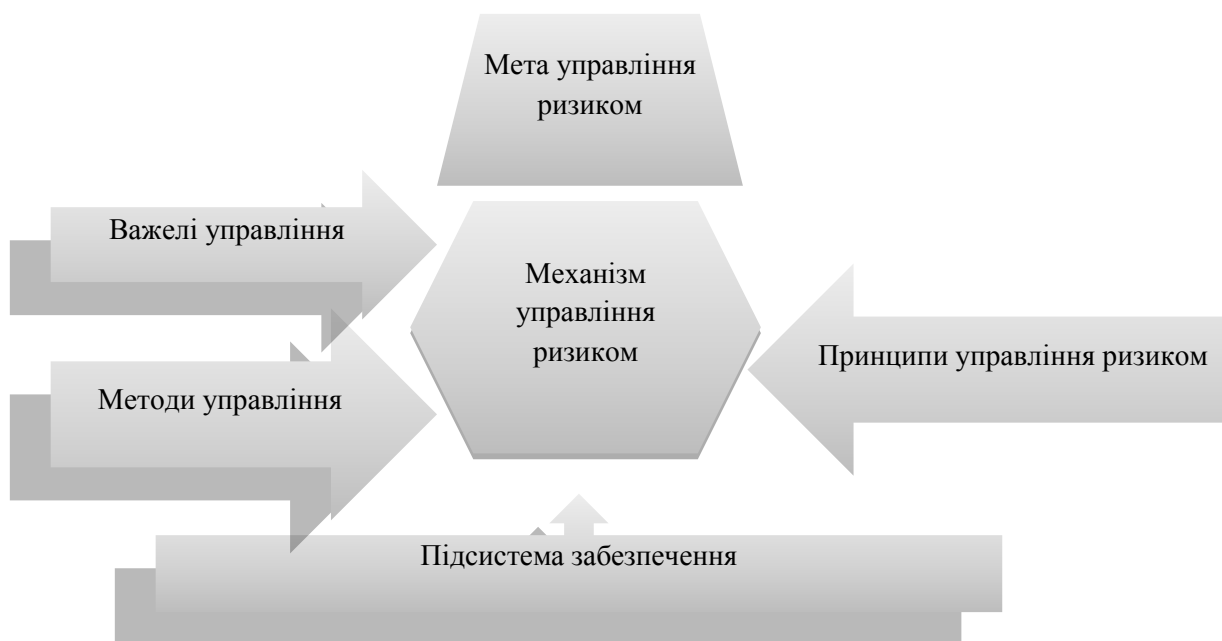 Мета управління
ризиком
Важелі управління
Механізм
управління
ризиком
Принципи управління ризиком
Методи управління
Підсистема забезпечення